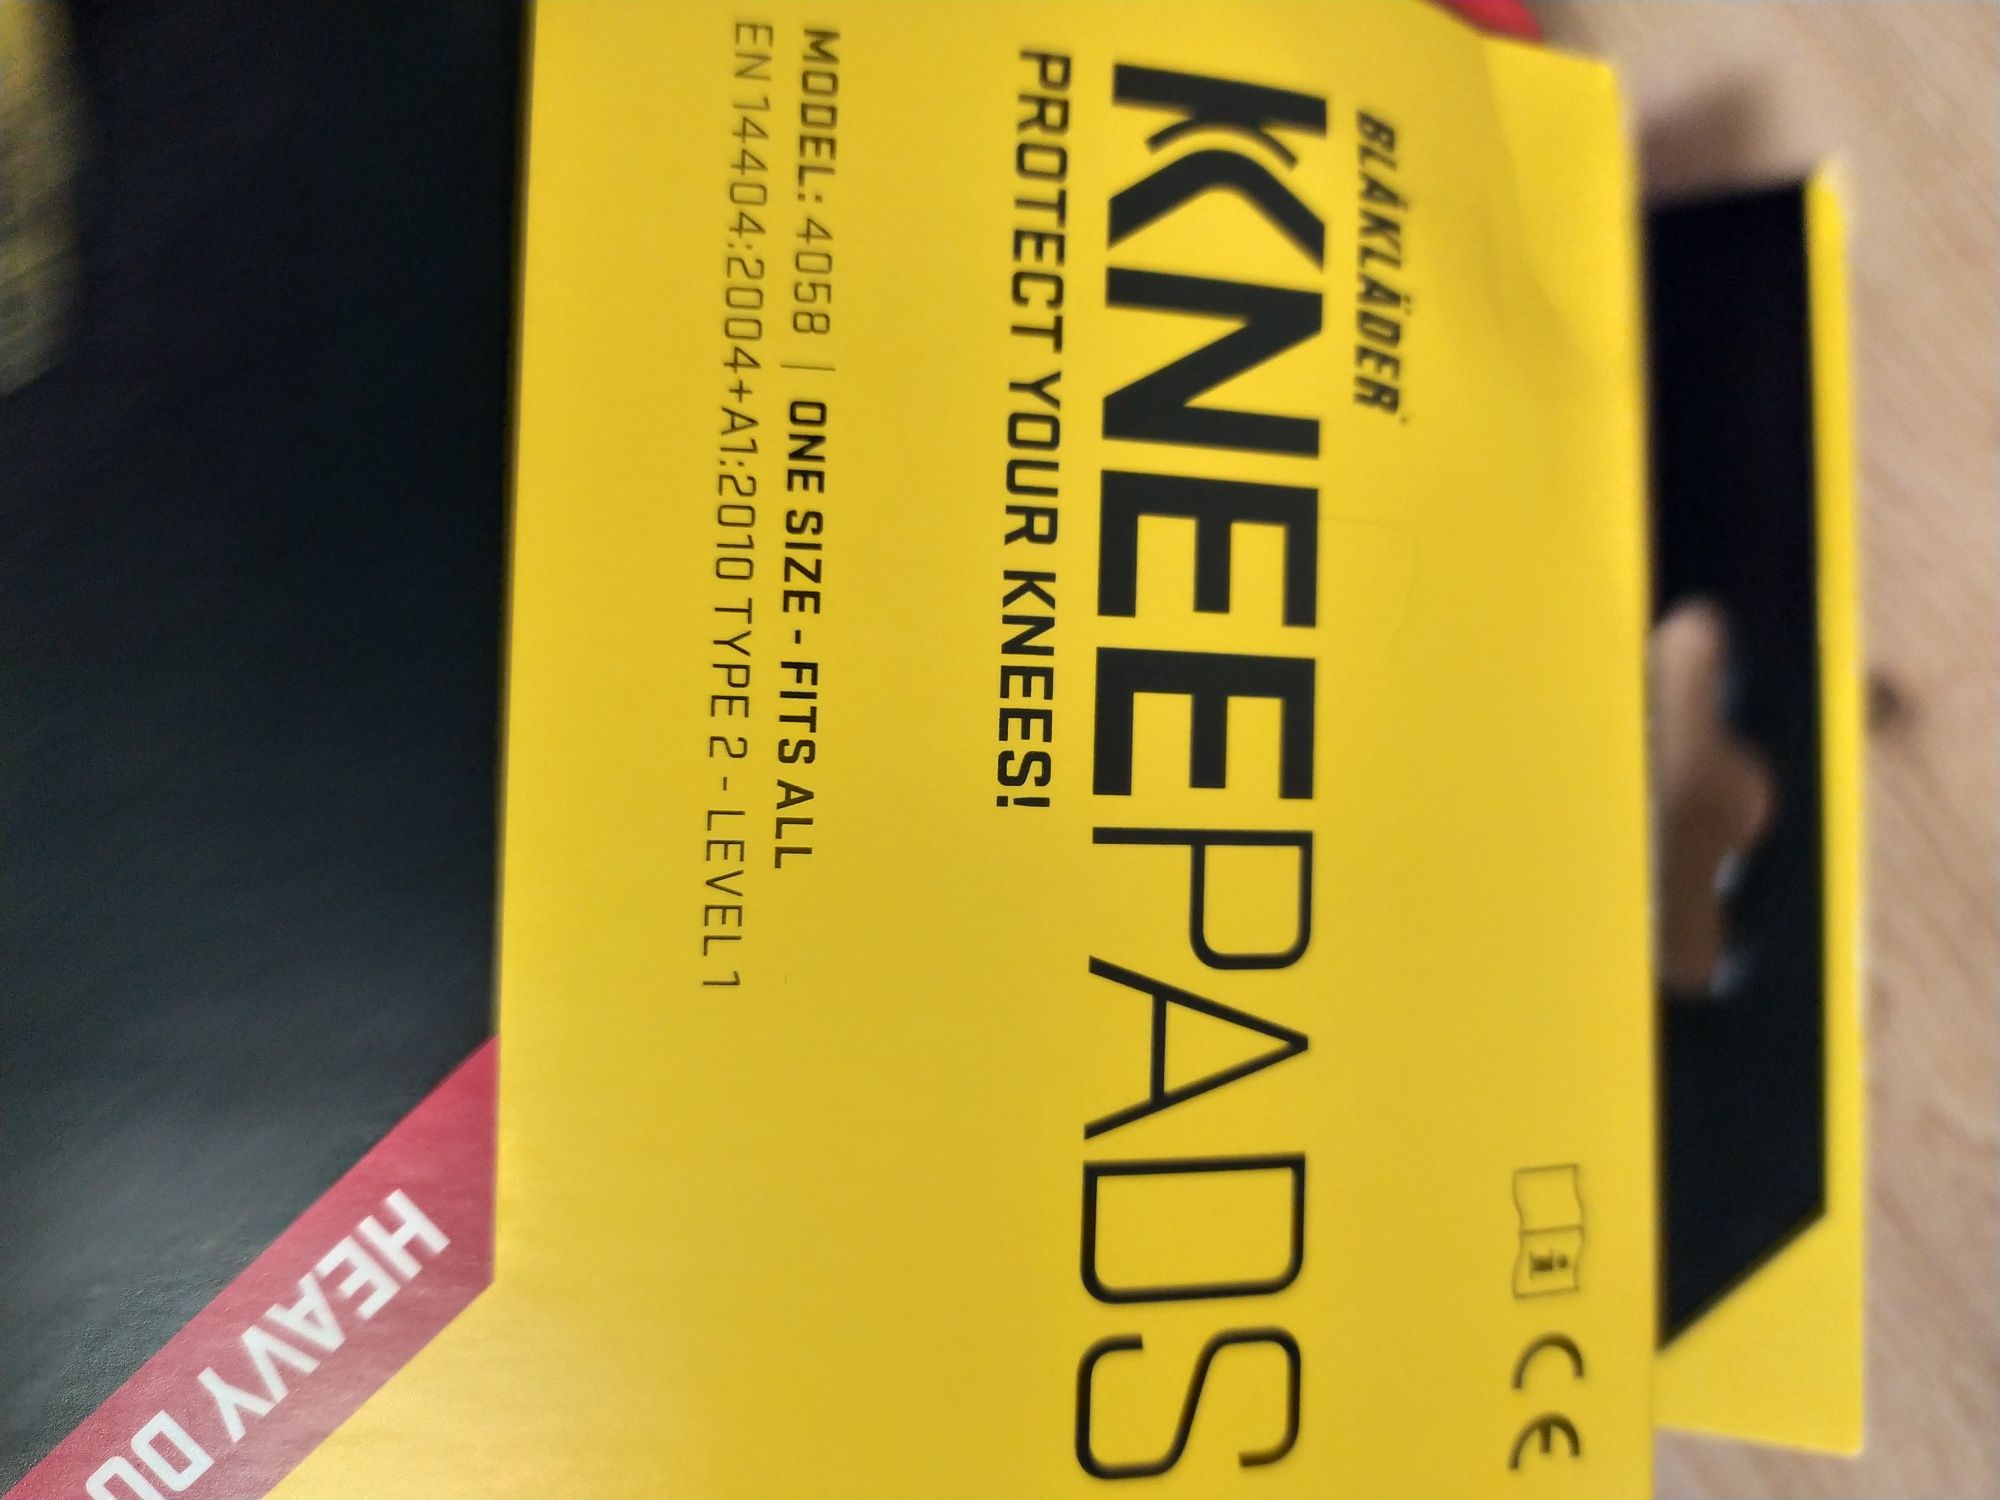 BLÅKLÄDER®
KNEEPADS
PROTECT YOUR KNEES!
MODEL: 4058 | ONE SIZE - FITS ALL
EN 14404:2004+A1:2010 TYPE 2 - LEVEL 1
i
CE
HEAVY DU